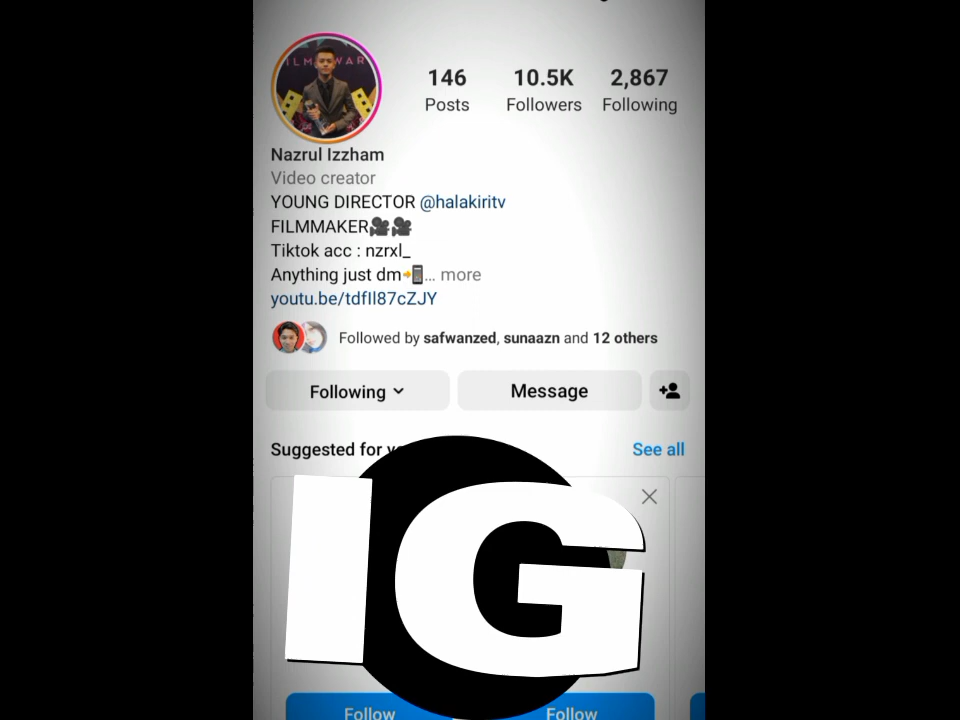 146 10.5K 2,867
Posts Followers Following
Nazrul Izzham
Video creator
YOUNG DIRECTOR @halakiritv
FILMMAKER🎥🎥
Tiktok acc : nzrxl_
Anything just dm📲... more
youtu.be/tdfIl87cZJY
Followed by safwanzed, sunaazn and 12 others
Following Message
Suggested for See all
IG
Follow Follow